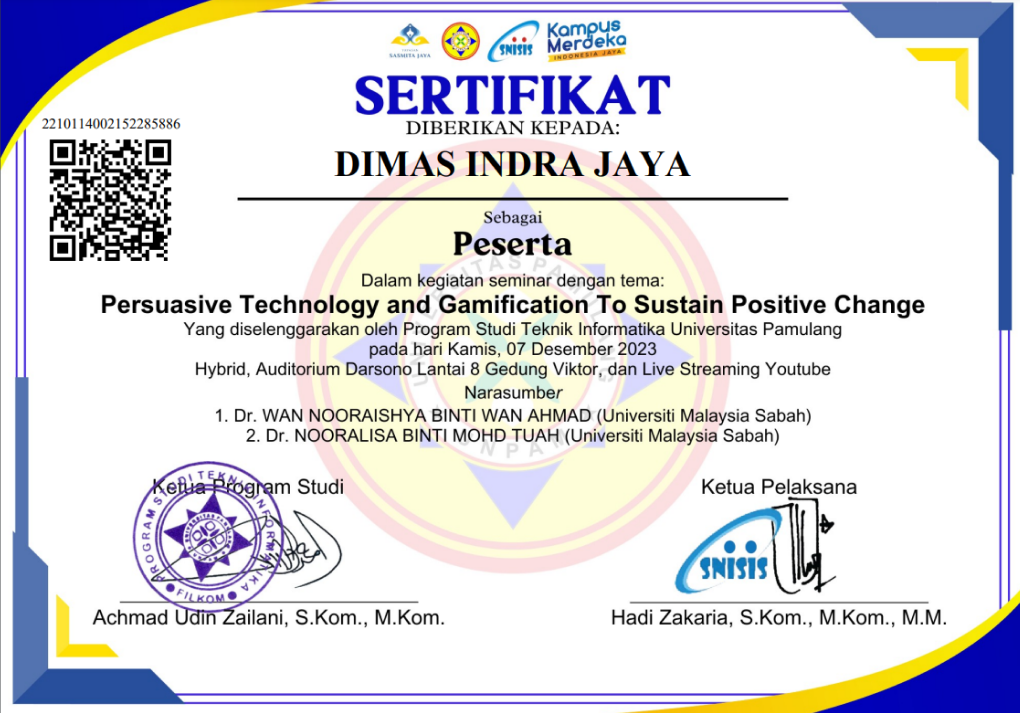 SASMITA JAYA
SNISIS
Kampus
Merdeka
INDONESIA JAYA
SERTIFIKAT
DIBERIKAN KEPADA:
2210114002152285886
DIMAS INDRA JAYA
Sebagai
Peserta
Dalam kegiatan seminar dengan tema:
Persuasive Technology and Gamification To Sustain Positive Change
Yang diselenggarakan oleh Program Studi Teknik Informatika Universitas Pamulang
pada hari Kamis, 07 Desember 2023
Hybrid, Auditorium Darsono Lantai 8 Gedung Viktor, dan Live Streaming Youtube
Narasumber
1. Dr. WAN NOORAISHYA BINTI WAN AHMAD (Universiti Malaysia Sabah)
2. Dr. NOORALISA BINTI MOHD TUAH (Universiti Malaysia Sabah)
UNIVERSITAS PAMULANG
UNPAM
Ketua Program Studi
Ketua Pelaksana
PROGRAM STUDI TEKNIK INFORMATIKA
FILKOM
SNISIS
Achmad Udin Zailani, S.Kom., M.Kom.
Hadi Zakaria, S.Kom., M.Kom., M.M.